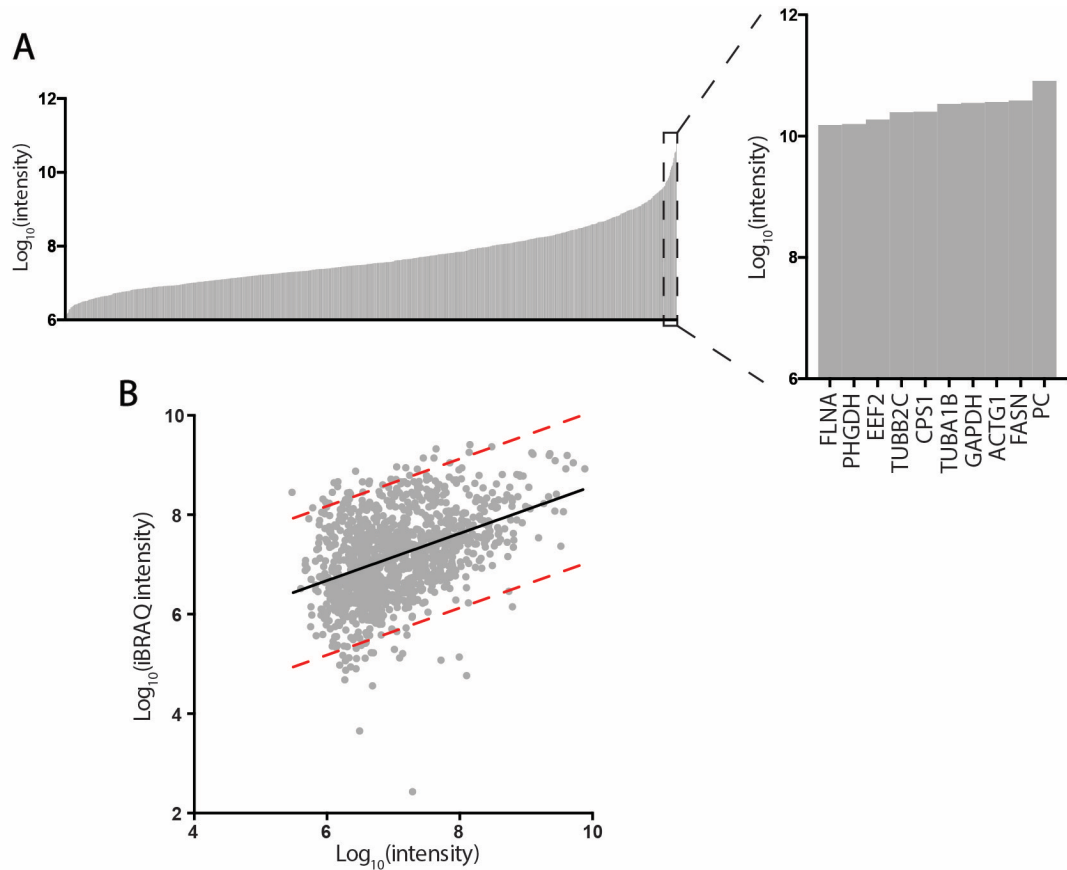 A
Log10(intensity)
12
10
8
6
Log10(intensity)
12
10
8
6
FLNA
PHGDH
EEF2
TUBB2C
CPS1
TUBA1B
GAPDH
ACTG1
FASN
PC
B
Log10(iBRAQ intensity)
10
8
6
4
2
4
6
8
10
Log10(intensity)